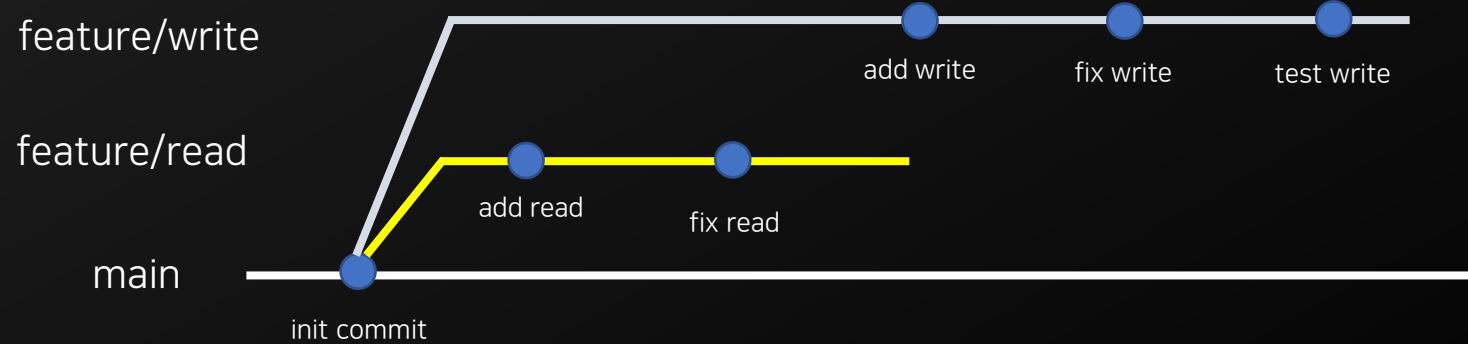 feature/write
add write
fix write
test write
feature/read
add read
fix read
main
init commit